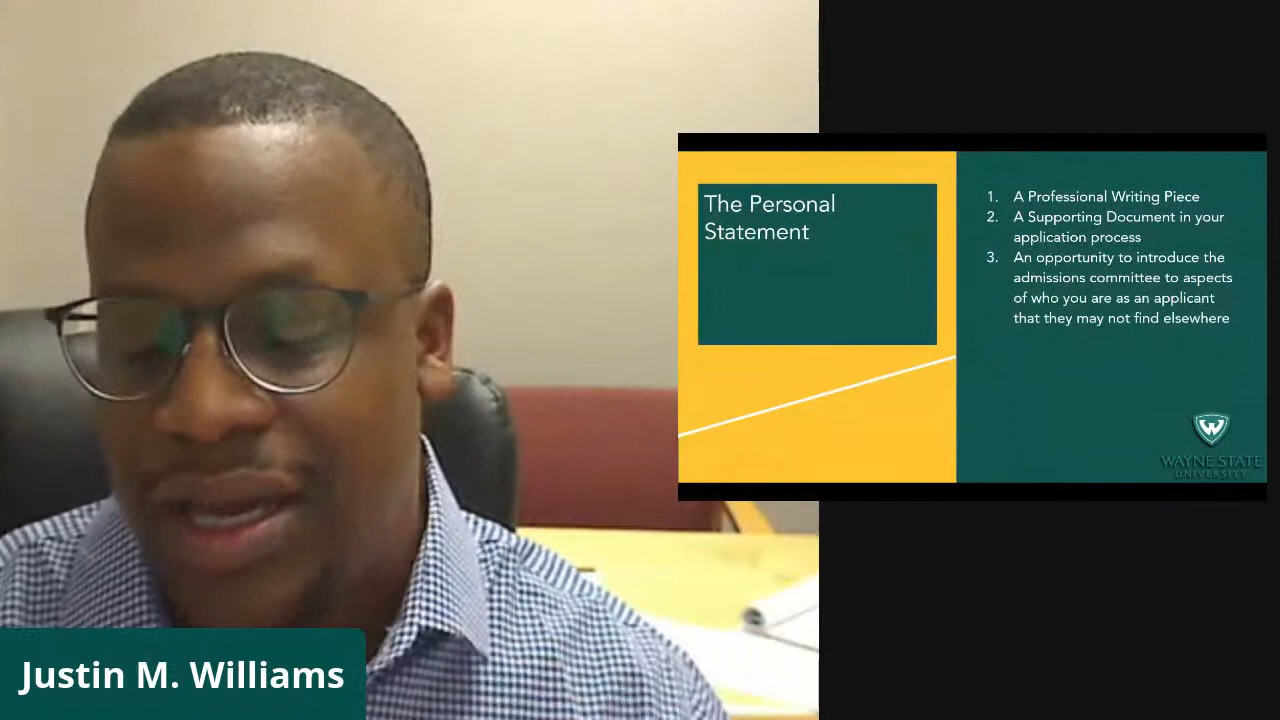 The Personal
Statement
1. A Professional Writing Piece
2. A Supporting Document in your
application process
3. An opportunity to introduce the
admissions committee to aspects
of who you are as an applicant
that they may not find elsewhere
WAYNE STATE
UNIVERSITY
Justin M. Williams